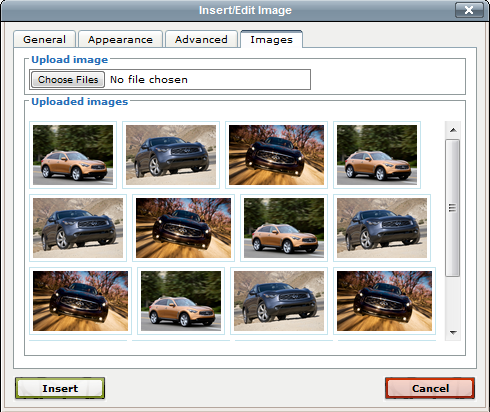 Insert/Edit Image
General Appearance Advanced Images
Upload image
Choose Files No file chosen
Uploaded images
Insert Cancel